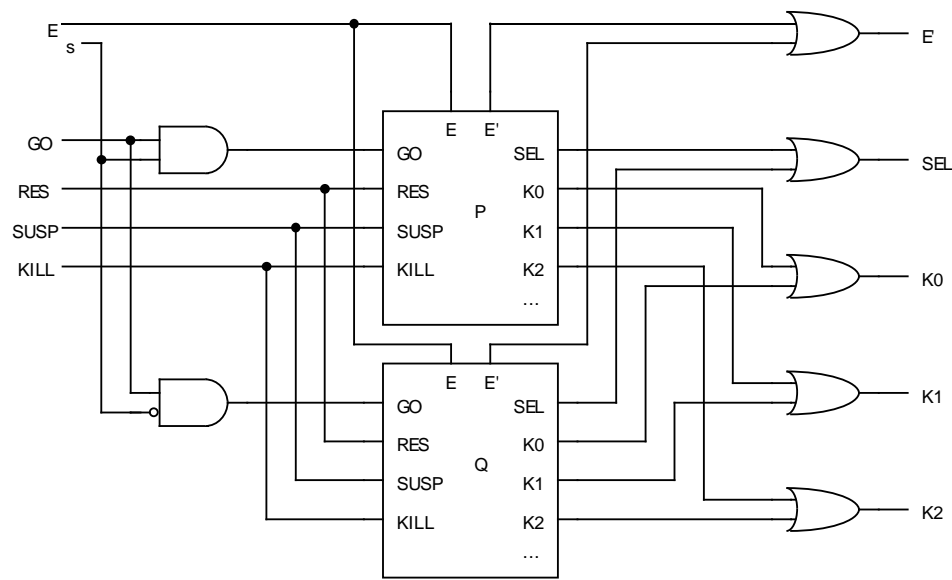 E
s
E'
E E'
GO
GO SEL
SEL
RES
RES K0
P
SUSP
SUSP K1
KILL
KILL K2
K0
...
E E'
K1
GO SEL
RES K0
Q
SUSP K1
K2
KILL K2
...